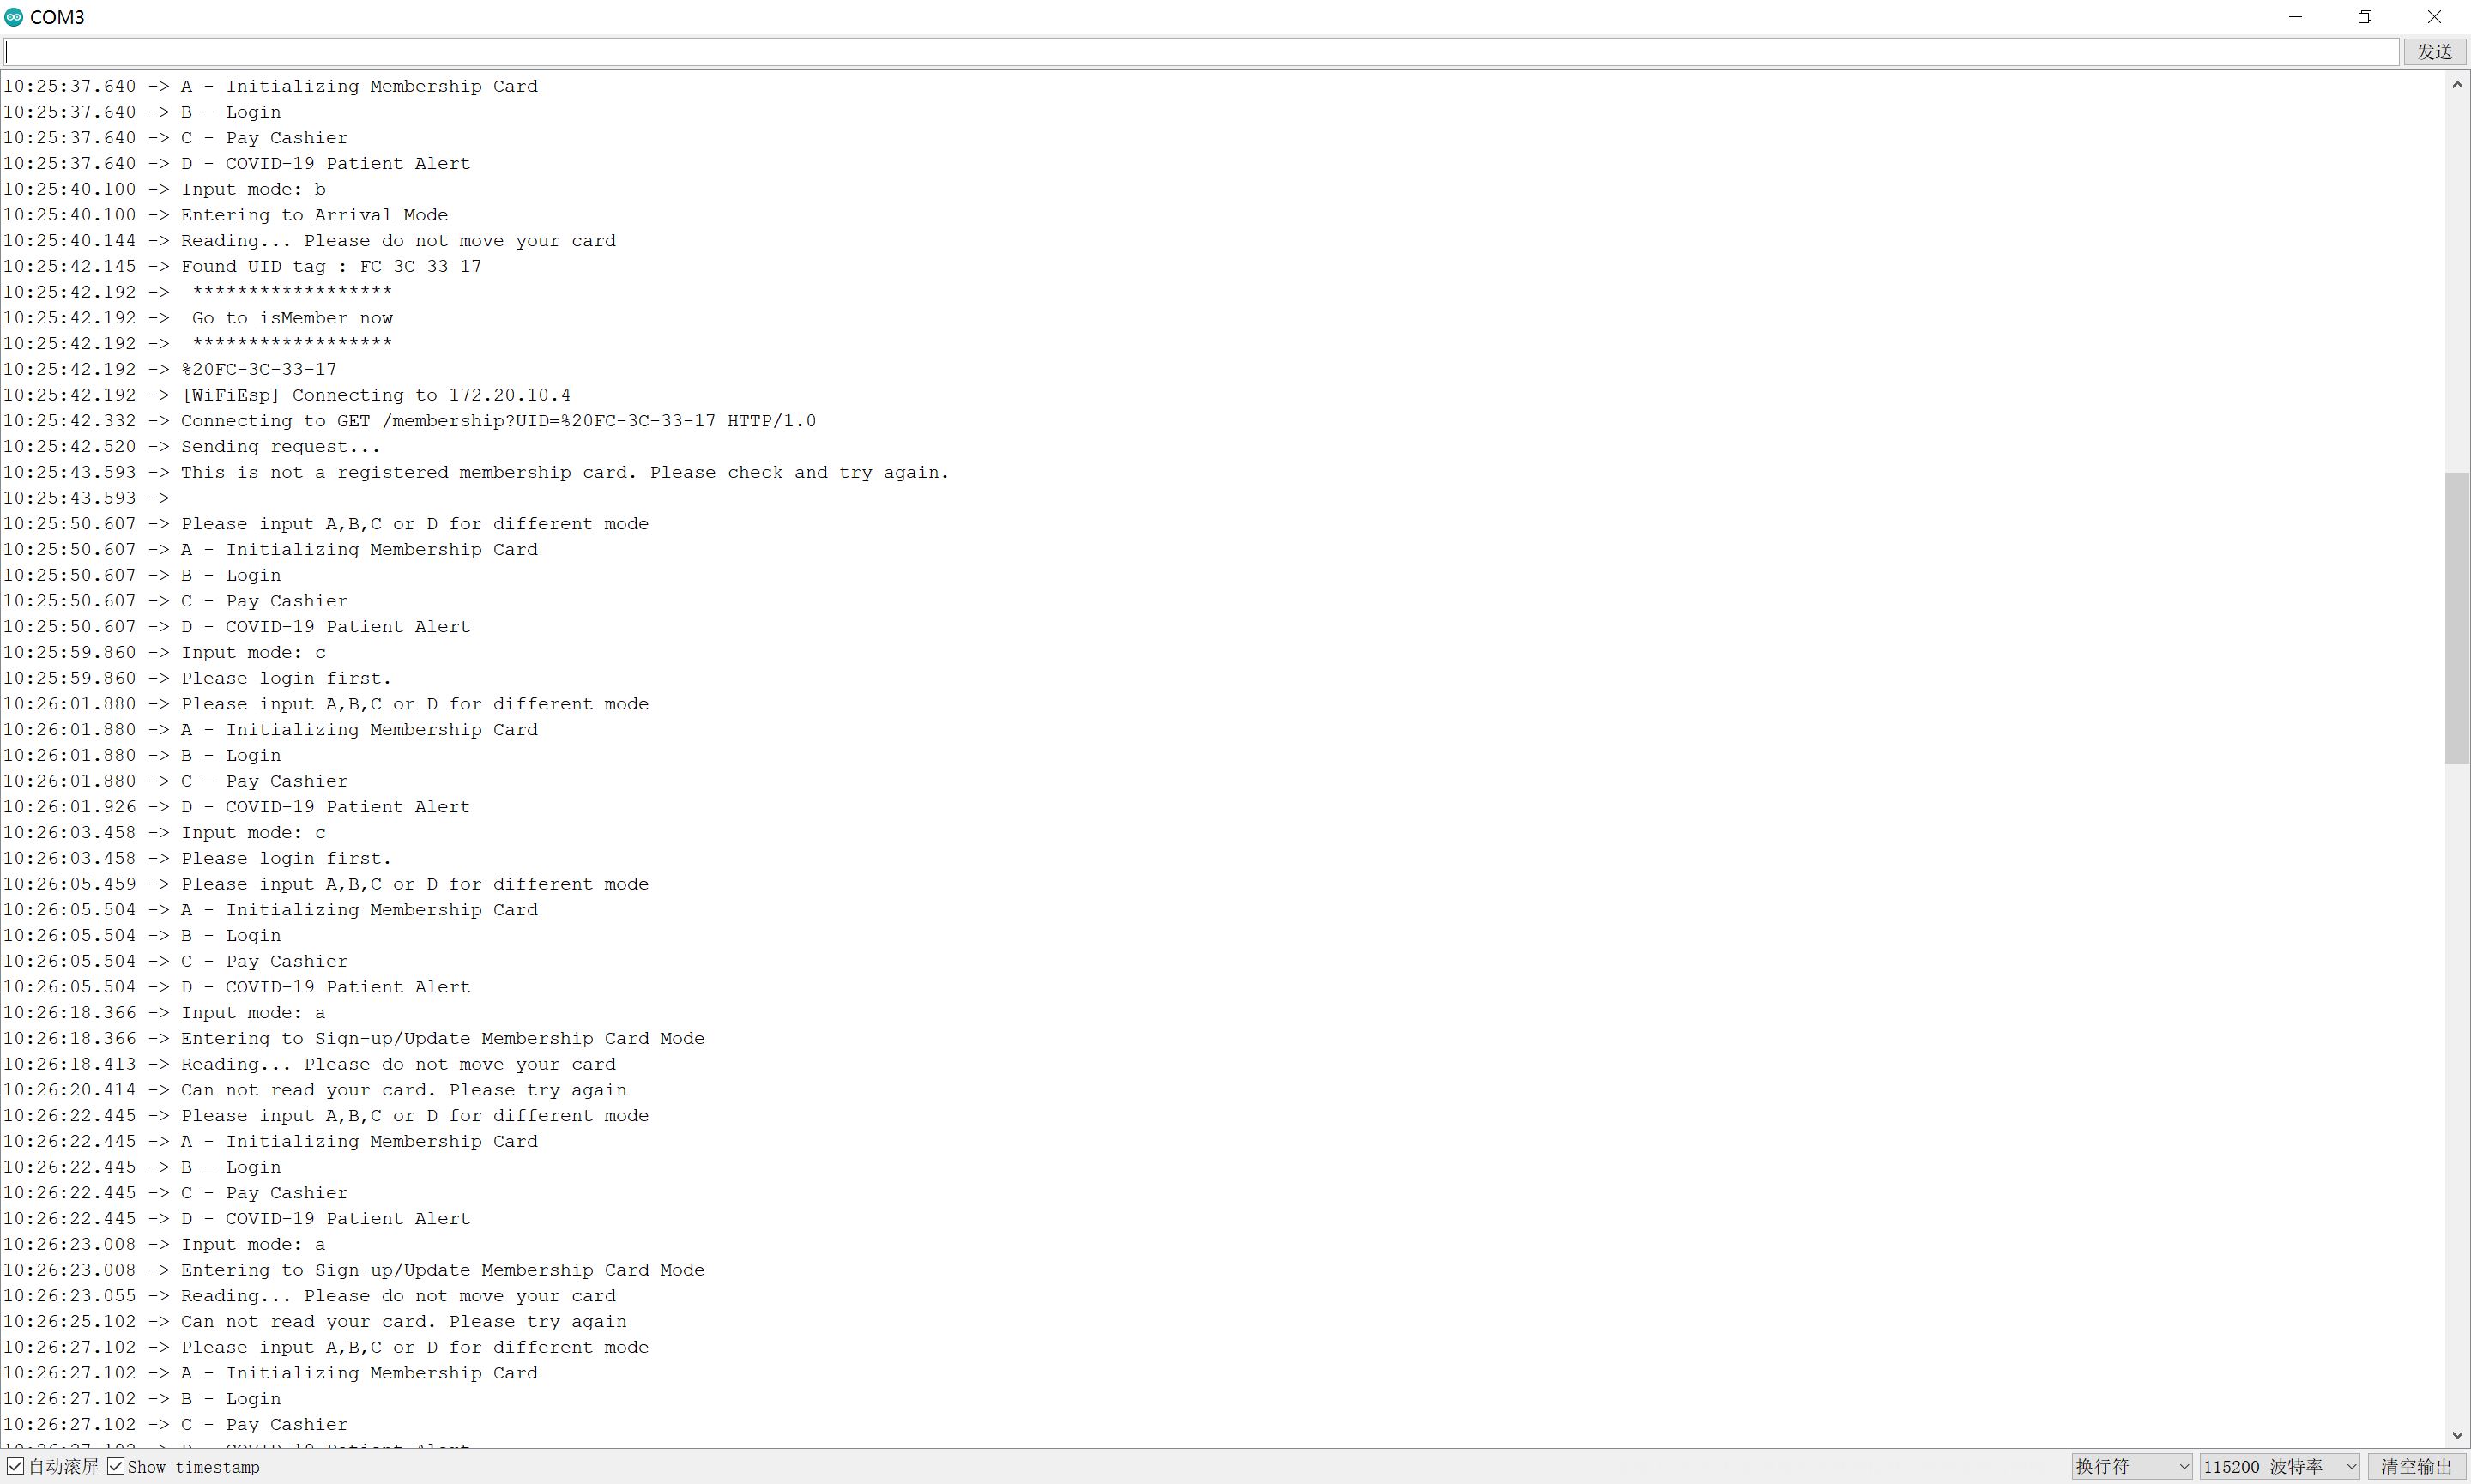 COM3
发送
10:25:37.640 -> A - Initializing Membership Card
10:25:37.640 -> B - Login
10:25:37.640 -> C - Pay Cashier
10:25:37.640 -> D - COVID-19 Patient Alert
10:25:40.100 -> Input mode: b
10:25:40.100 -> Entering to Arrival Mode
10:25:40.144 -> Reading... Please do not move your card
10:25:42.145 -> Found UID tag : FC 3C 33 17
10:25:42.192 ->  ******************
10:25:42.192 ->  Go to isMember now
10:25:42.192 ->  ******************
10:25:42.192 -> %20FC-3C-33-17
10:25:42.192 -> [WiFiEsp] Connecting to 172.20.10.4
10:25:42.332 -> Connecting to GET /membership?UID=%20FC-3C-33-17 HTTP/1.0
10:25:42.520 -> Sending request...
10:25:43.593 -> This is not a registered membership card. Please check and try again.
10:25:43.593 ->
10:25:50.607 -> Please input A,B,C or D for different mode
10:25:50.607 -> A - Initializing Membership Card
10:25:50.607 -> B - Login
10:25:50.607 -> C - Pay Cashier
10:25:50.607 -> D - COVID-19 Patient Alert
10:25:59.860 -> Input mode: c
10:25:59.860 -> Please login first.
10:26:01.880 -> Please input A,B,C or D for different mode
10:26:01.880 -> A - Initializing Membership Card
10:26:01.880 -> B - Login
10:26:01.880 -> C - Pay Cashier
10:26:01.926 -> D - COVID-19 Patient Alert
10:26:03.458 -> Input mode: c
10:26:03.458 -> Please login first.
10:26:05.459 -> Please input A,B,C or D for different mode
10:26:05.504 -> A - Initializing Membership Card
10:26:05.504 -> B - Login
10:26:05.504 -> C - Pay Cashier
10:26:05.504 -> D - COVID-19 Patient Alert
10:26:18.366 -> Input mode: a
10:26:18.366 -> Entering to Sign-up/Update Membership Card Mode
10:26:18.413 -> Reading... Please do not move your card
10:26:20.414 -> Can not read your card. Please try again
10:26:22.445 -> Please input A,B,C or D for different mode
10:26:22.445 -> A - Initializing Membership Card
10:26:22.445 -> B - Login
10:26:22.445 -> C - Pay Cashier
10:26:22.445 -> D - COVID-19 Patient Alert
10:26:23.008 -> Input mode: a
10:26:23.008 -> Entering to Sign-up/Update Membership Card Mode
10:26:23.055 -> Reading... Please do not move your card
10:26:25.102 -> Can not read your card. Please try again
10:26:27.102 -> Please input A,B,C or D for different mode
10:26:27.102 -> A - Initializing Membership Card
10:26:27.102 -> B - Login
10:26:27.102 -> C - Pay Cashier
自动滚屏 Show timestamp 换行符 115200 波特率 清空输出